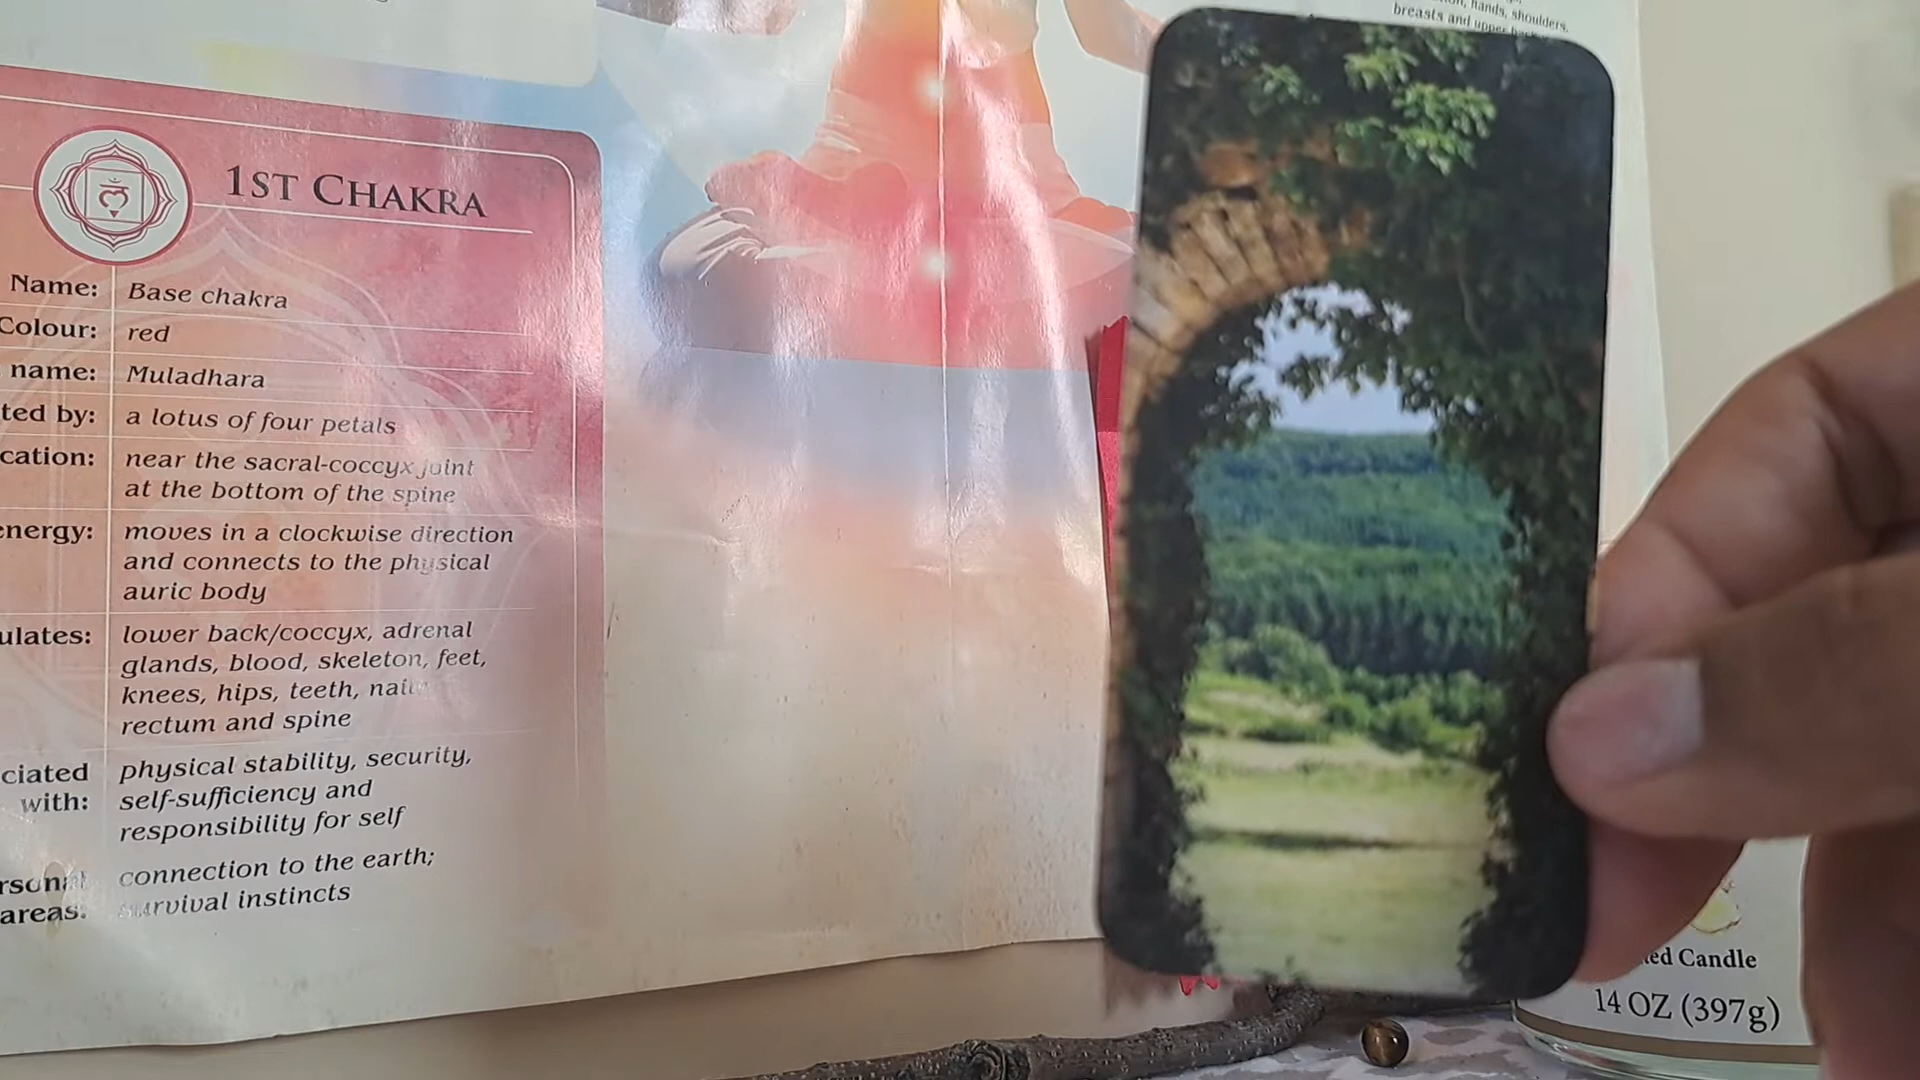 hands, shoulders,
breasts and upper
1ST CHAKRA
Name: Base chakra
Colour: red
name: Muladhara
ted by: a lotus of four petals
cation: near the sacral-coccyx joint
at the bottom of the spine
energy: moves in a clockwise direction
and connects to the physical
auric body
ulates: lower back/coccyx, adrenal
glands, blood, skeleton, feet,
knees, hips, teeth,
rectum and spine
ciated physical stability, security,
with: self-sufficiency and
responsibility for self
connection to the earth;
areas: survival instincts
ed Candle
14 OZ (397g)